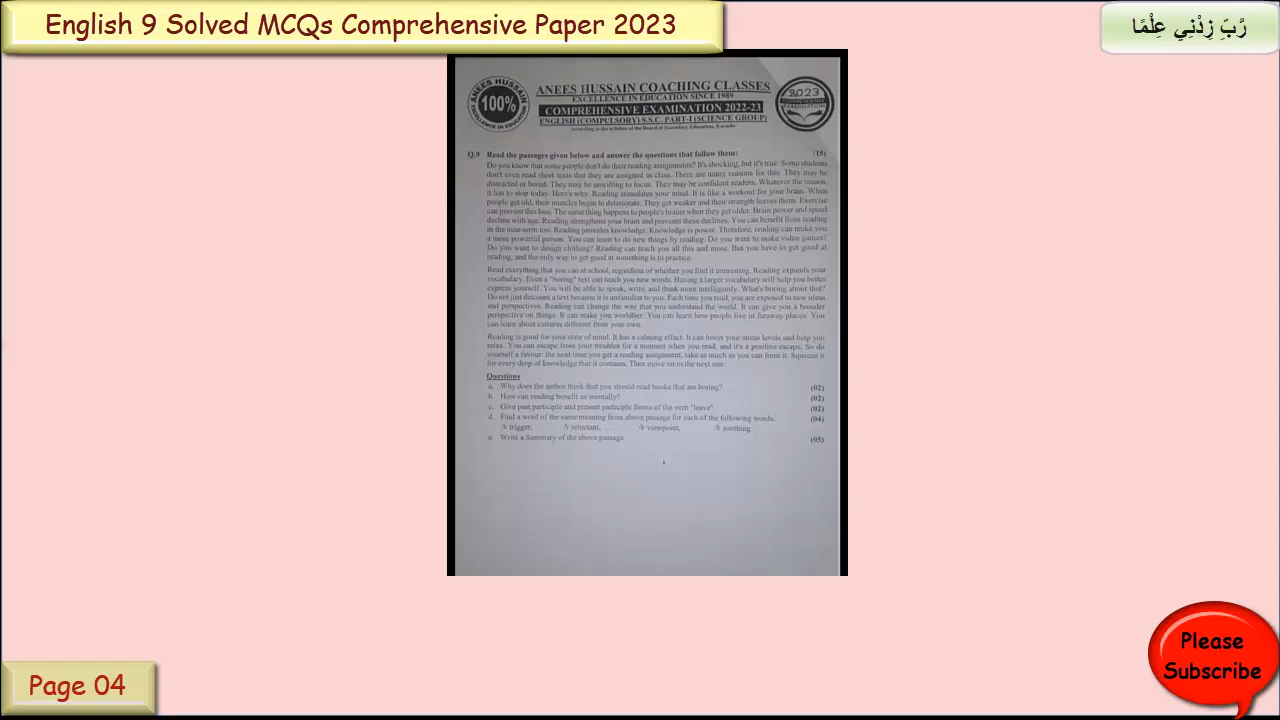 English 9 Solved MCQs Comprehensive Paper 2023
رَّبِّ زِدْنِي عِلْمًا
ANEES HUSSAIN
100%
EXCELLENCE IN EDUCATION
ANEES HUSSAIN COACHING CLASSES
EXCELLENCE IN EDUCATION SINCE 1989
COMPREHENSIVE EXAMINATION 2022-23
ENGLISH (COMPULSORY) S.S.C. PART-I (SCIENCE GROUP)
According to the syllabus of the Board of Secondary Education, Karachi
2023
COMPREHENSIVE
EXAMINATION
Q.9 Read the passages given below and answer the questions that follow them: (15)
Do you know that some people don't do their reading assignments? It's shocking, but it's true. Some students
don't even read short texts that they are assigned in class. There are many reasons for this. They may be
distracted or bored. They may be unwilling to focus. They may be confident readers. Whatever the reason,
it has to stop today. Here's why. Reading stimulates your mind. It is like a workout for your brain. When
people get old, their muscles begin to deteriorate. They get weaker and their strength leaves them. Exercise
can prevent this loss. The same thing happens to people's brains when they get older. Brain power and speed
decline with age. Reading strengthens your brain and prevents these declines. You can benefit from reading
in the near-term too. Reading provides knowledge. Knowledge is power. Therefore, reading can make you
a more powerful person. You can learn to do new things by reading. Do you want to make video games?
Do you want to design clothing? Reading can teach you all this and more. But you have to get good at
reading, and the only way to get good at something is to practice.
Read everything that you can at school, regardless of whether you find it interesting. Reading expands your
vocabulary. Even a "boring" text can teach you new words. Having a larger vocabulary will help you better
express yourself. You will be able to speak, write, and think more intelligently. What's boring about that?
Do not just discount a text because it is unfamiliar to you. Each time you read, you are exposed to new ideas
and perspectives. Reading can change the way that you understand the world. It can give you a broader
perspective on things. It can make you worldlier. You can learn how people live in faraway places. You
can learn about cultures different from your own.
Reading is good for your state of mind. It has a calming effect. It can lower your stress levels and help you
relax. You can escape from your troubles for a moment when you read, and it's a positive escape. So do
yourself a favour: the next time you get a reading assignment, take as much as you can from it. Squeeze it
for every drop of knowledge that it contains. Then move on to the next one.
Questions
a. Why does the author think that you should read books that are boring? (02)
b. How can reading benefit us mentally? (02)
c. Give past participle and present participle forms of the verb "leave". (02)
d. Find a word of the same meaning from above passage for each of the following words. (04)
☆ trigger, ☆ reluctant, ☆ viewpoint, ☆ soothing
e. Write a Summary of the above passage. (05)
Please
Subscribe
Page 04